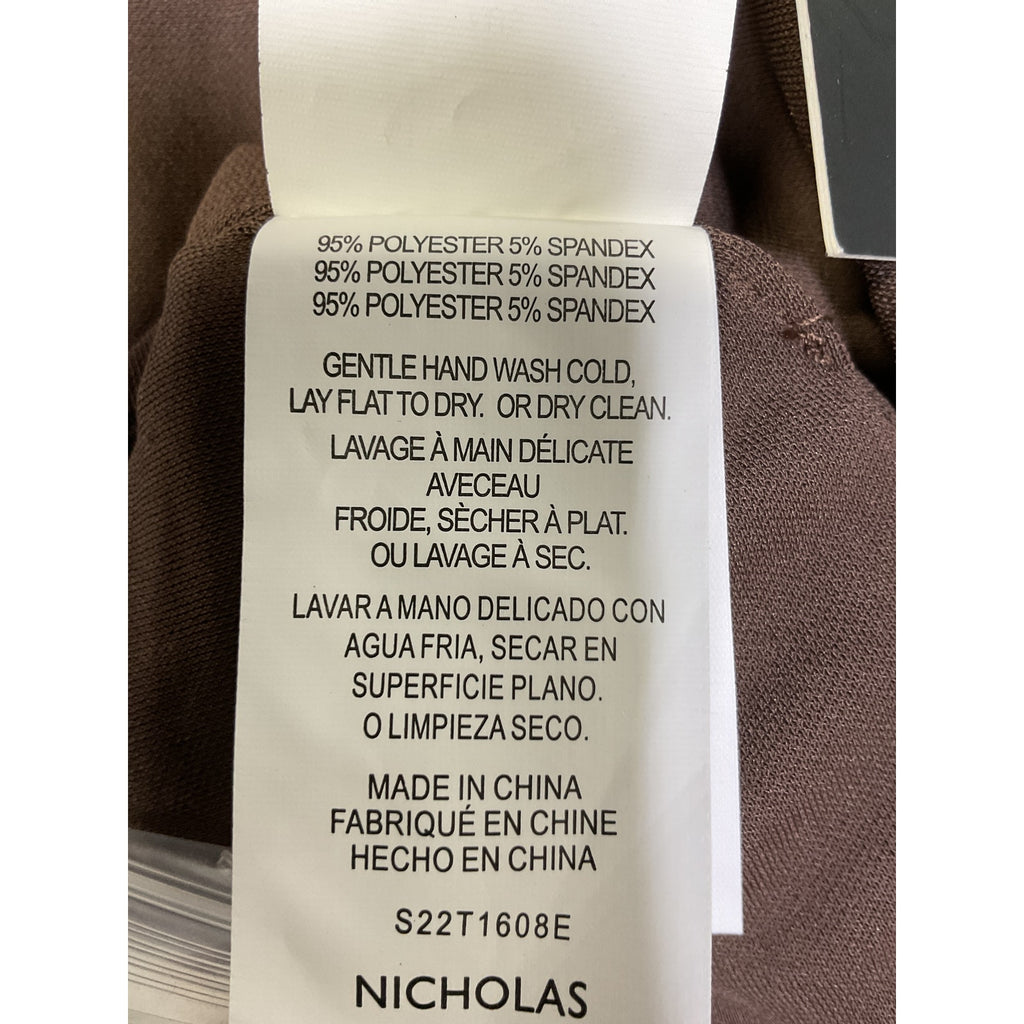 95% POLYESTER 5% SPANDEX
95% POLYESTER 5% SPANDEX
95% POLYESTER 5% SPANDEX
GENTLE HAND WASH COLD,
LAY FLAT TO DRY. OR DRY CLEAN.
LAVAGE À MAIN DÉLICATE
AVECEAU
FROIDE, SÈCHER À PLAT.
OU LAVAGE À SEC.
LAVAR A MANO DELICADO CON
AGUA FRIA, SECAR EN
SUPERFICIE PLANO.
O LIMPIEZA SECO.
MADE IN CHINA
FABRIQUÉ EN CHINE
HECHO EN CHINA
S22T1608E
NICHOLAS